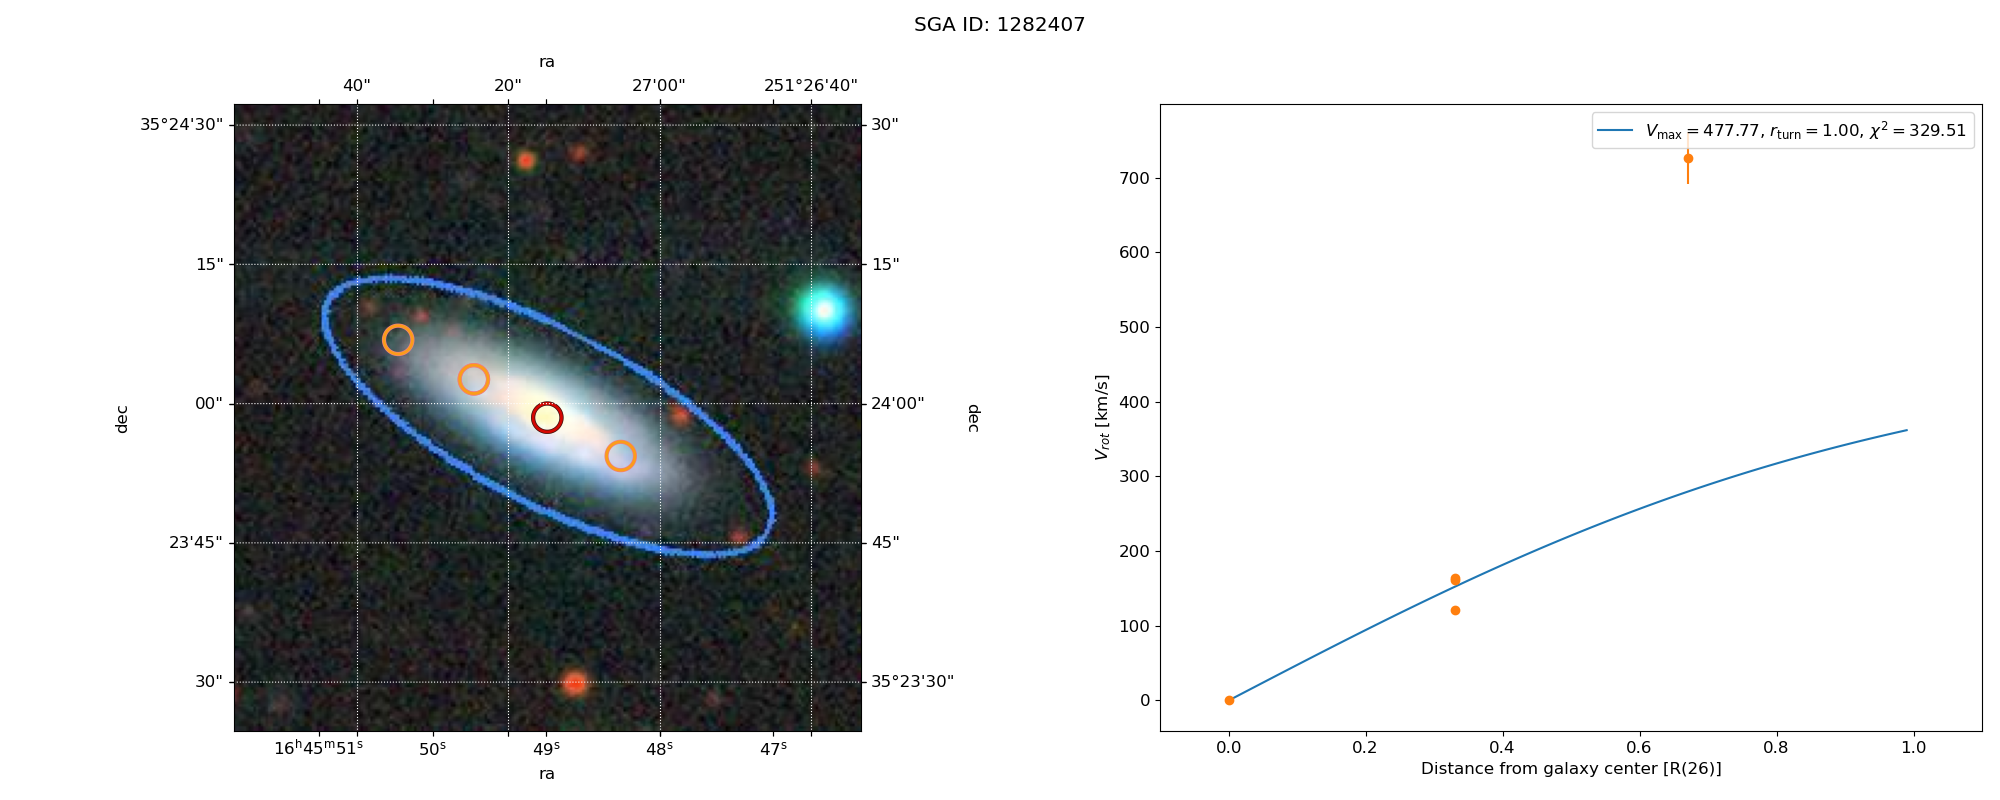 SGA ID: 1282407
ra
40" 20" 27'00" 251°26'40"
35°24'30" 30"
15" 15"
00" 24'00"
23'45" 45"
30" 35°23'30"
dec dec
16h45m51s 50s 49s 48s 47s
ra
Vmax = 477.77, rturn = 1.00, χ2 = 329.51
700
600
500
400
300
200
100
0
Vrot [km/s]
0.0 0.2 0.4 0.6 0.8 1.0
Distance from galaxy center [R(26)]